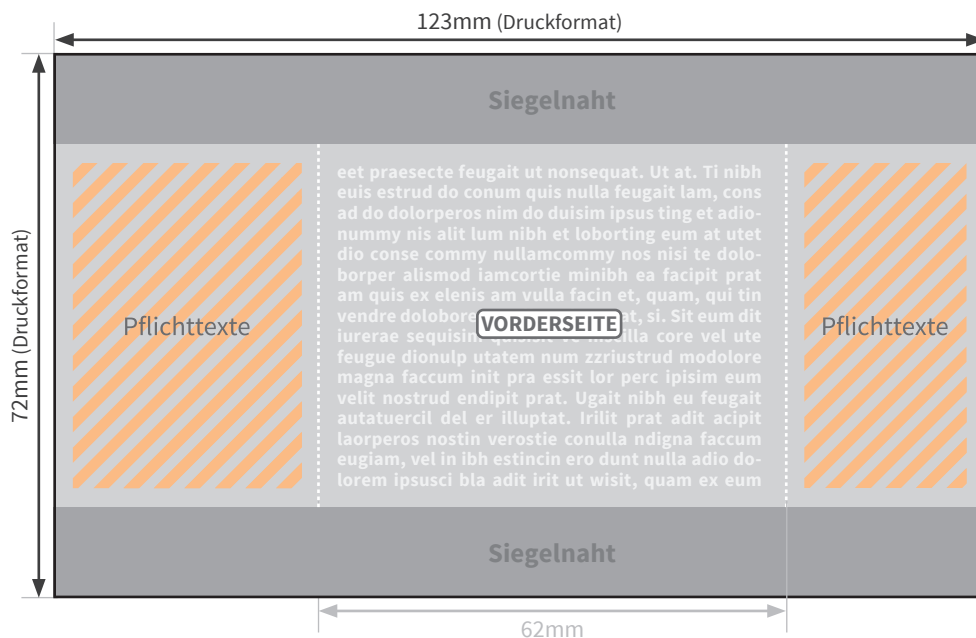 123mm (Druckformat)
Siegelnaht
72mm (Druckformat)
Pflichttexte
eet praesecte feugait ut nonsequat. Ut at. Ti nibh
euis estrud do conum quis nulla feugait lam, cons
ad do dolorperos nim do duisim ipsus ting et adio-
nummy nis alit lum nibh et loborting eum at utet
dio conse commy nullamcommy nos nisi te dolo-
borper alismod iamcortie minibh ea facipit prat
am quis ex elenis am vulla facin et, quam, qui tin
vendre dolobore at, si. Sit eum dit
VORDERSEITE
iurerae sequisin illa core vel ute
feugue dionulp utatem num zzriustrud modolore
magna faccum init pra essit lor perc ipisim eum
velit nostrud endipit prat. Ugait nibh eu feugait
autatuercil del er illuptat. Irilit prat adit acipit
laorperos nostin verostie conulla ndigna faccum
eugiam, vel in ibh estincin ero dunt nulla adio do-
lorem ipsusci bla adit irit ut wisit, quam ex eum
Pflichttexte
Siegelnaht
62mm